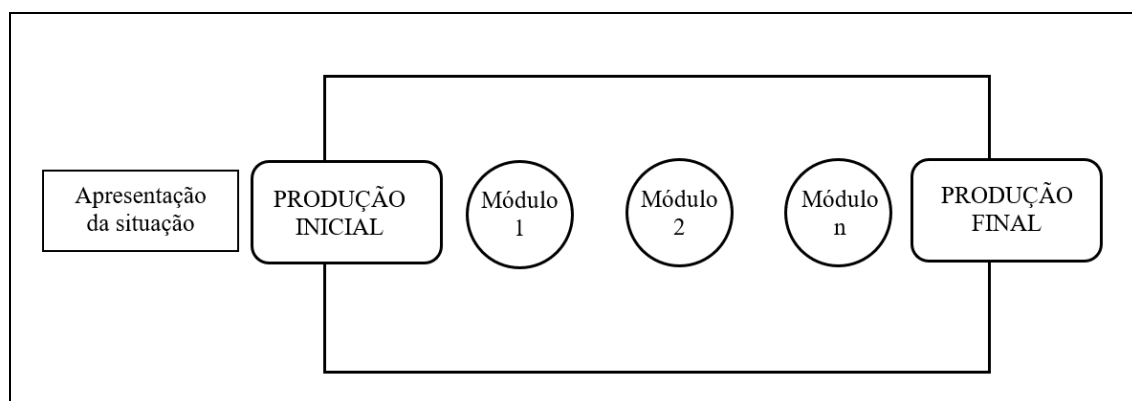 Apresentação
da situação
PRODUÇÃO
INICIAL
Módulo
1
Módulo
2
Módulo
n
PRODUÇÃO
FINAL